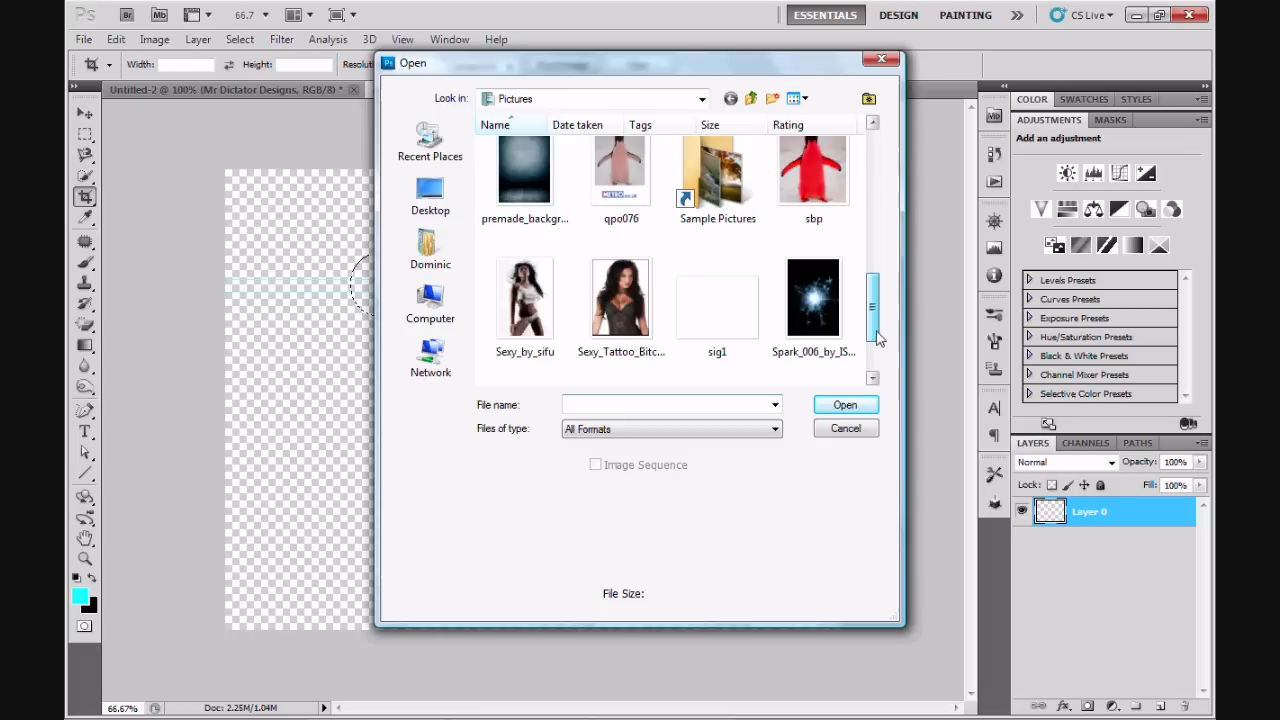 Ps Br Mb 66.7 ESSENTIALS DESIGN PAINTING CS Live
File Edit Image Layer Select Filter Analysis 3D View Window Help
Width: Height: Resolu
Untitled-2 @ 100% (Mr Dictator Designs, RGB/8) *
Ps Open
Look in: Pictures
Name Date taken Tags Size Rating
Recent Places
Desktop
Dominic
Computer
Network
METRO.co.uk
premade_backgr... qpo076 Sample Pictures sbp
Sexy_by_sifu Sexy_Tattoo_Bitc... sig1 Spark_006_by_IS...
File name: Open
Files of type: All Formats Cancel
Image Sequence
File Size:
COLOR SWATCHES STYLES
ADJUSTMENTS MASKS
Add an adjustment
Levels Presets
Curves Presets
Exposure Presets
Hue/Saturation Presets
Black & White Presets
Channel Mixer Presets
Selective Color Presets
LAYERS CHANNELS PATHS
Normal Opacity: 100%
Lock: Fill: 100%
Layer 0
66.67% Doc: 2.25M/1.04M